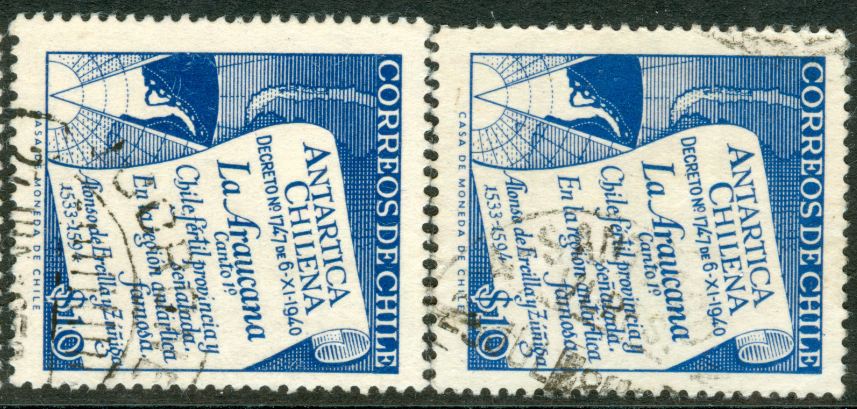 CORREOS DE CHILE
ANTARTICA
CHILENA
DECRETO Nº 1747 DE 6-XI-1940
La Araucana
Canto 1º
Chile fértil provincia y
señalada.
En la región antártica
famosa.
Alonso de Ercilla y Zúñiga
.1533-1594.
$10
CASA DE MONEDA DE CHILE
CORREOS DE CHILE
ANTARTICA
CHILENA
DECRETO Nº 1747 DE 6-XI-1940
La Araucana
Canto 1º
Chile fértil provincia y
señalada.
En la región antártica
famosa.
Alonso de Ercilla y Zúñiga
.1533-1594.
$10
CASA DE MONEDA DE CHILE